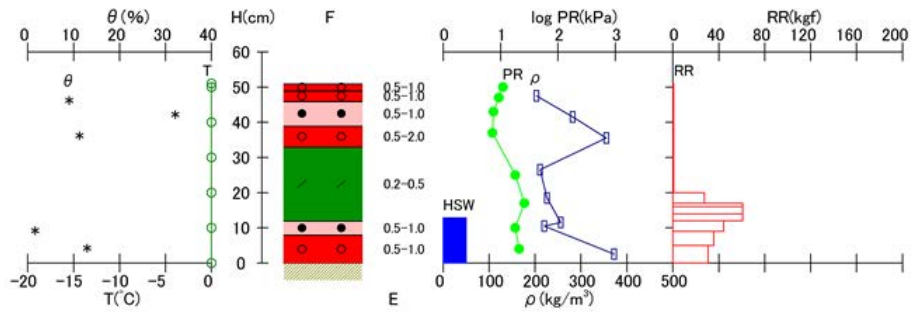 θ(%) H(cm) F log PR(kPa) RR(kgf)
0 10 20 30 40 0 1 2 3 0 40 80 120 160 200
60
T PR ρ RR
θ
50
0.5-1.0
0.5-1.0
40
0.5-1.0
0.5-2.0
30
20
0.2-0.5
HSW
10
0.5-1.0
0.5-1.0
0
-20 -15 -10 -5 0 0 100 200 300 400 500
T(°C) E ρ(kg/m³)